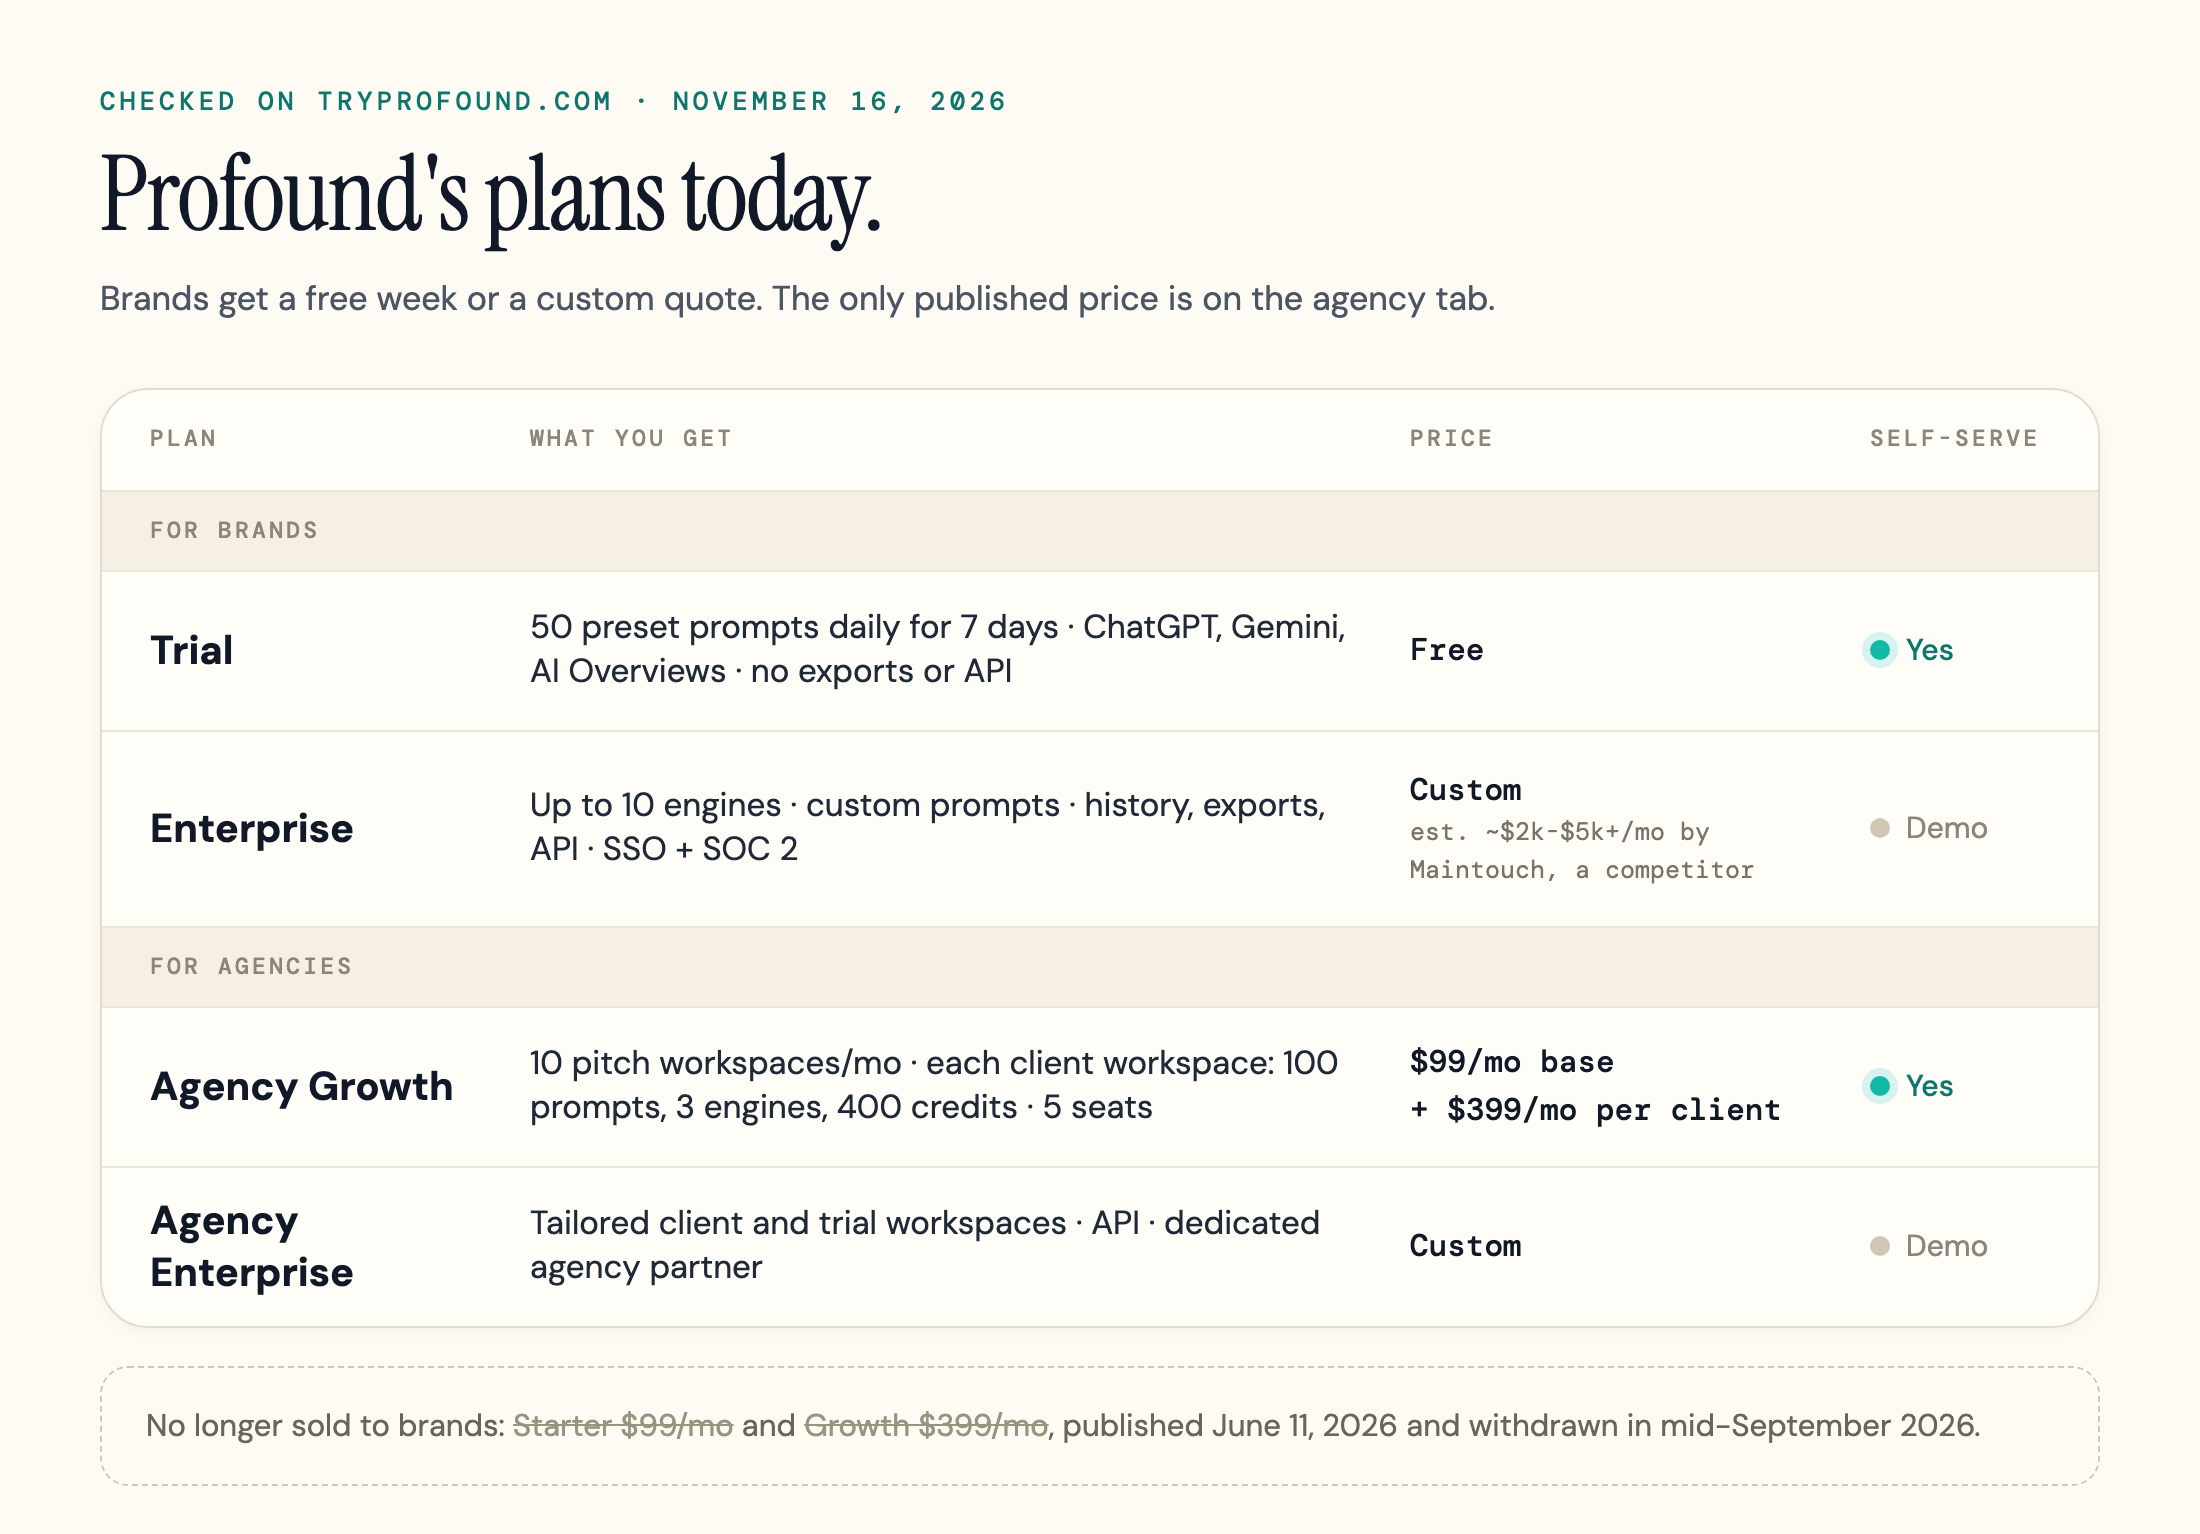 CHECKED ON TRYPROFOUND.COM · NOVEMBER 16, 2026
Profound's plans today.
Brands get a free week or a custom quote. The only published price is on the agency tab.
PLAN WHAT YOU GET PRICE SELF-SERVE
FOR BRANDS
Trial
50 preset prompts daily for 7 days · ChatGPT, Gemini,
AI Overviews · no exports or API
Free
Yes
Enterprise
Up to 10 engines · custom prompts · history, exports,
API · SSO + SOC 2
Custom
est. ~$2k-$5k+/mo by
Maintouch, a competitor
Demo
FOR AGENCIES
Agency Growth
10 pitch workspaces/mo · each client workspace: 100
prompts, 3 engines, 400 credits · 5 seats
$99/mo base
+ $399/mo per client
Yes
Agency
Enterprise
Tailored client and trial workspaces · API · dedicated
agency partner
Custom
Demo
No longer sold to brands: Starter $99/mo and Growth $399/mo, published June 11, 2026 and withdrawn in mid-September 2026.